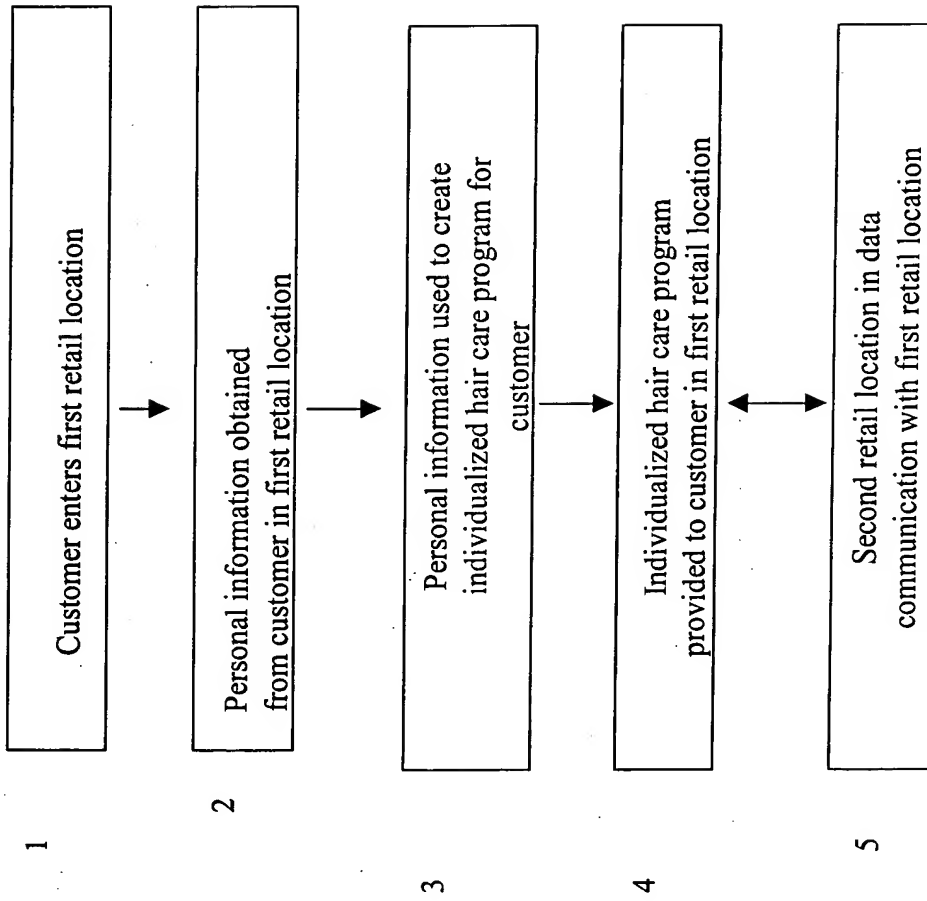 1
Customer enters first retail location
2
Personal information obtained
from customer in first retail location
3
Personal information used to create
individualized hair care program for
customer
4
Individualized hair care program
provided to customer in first retail location
5
Second retail location in data
communication with first retail location